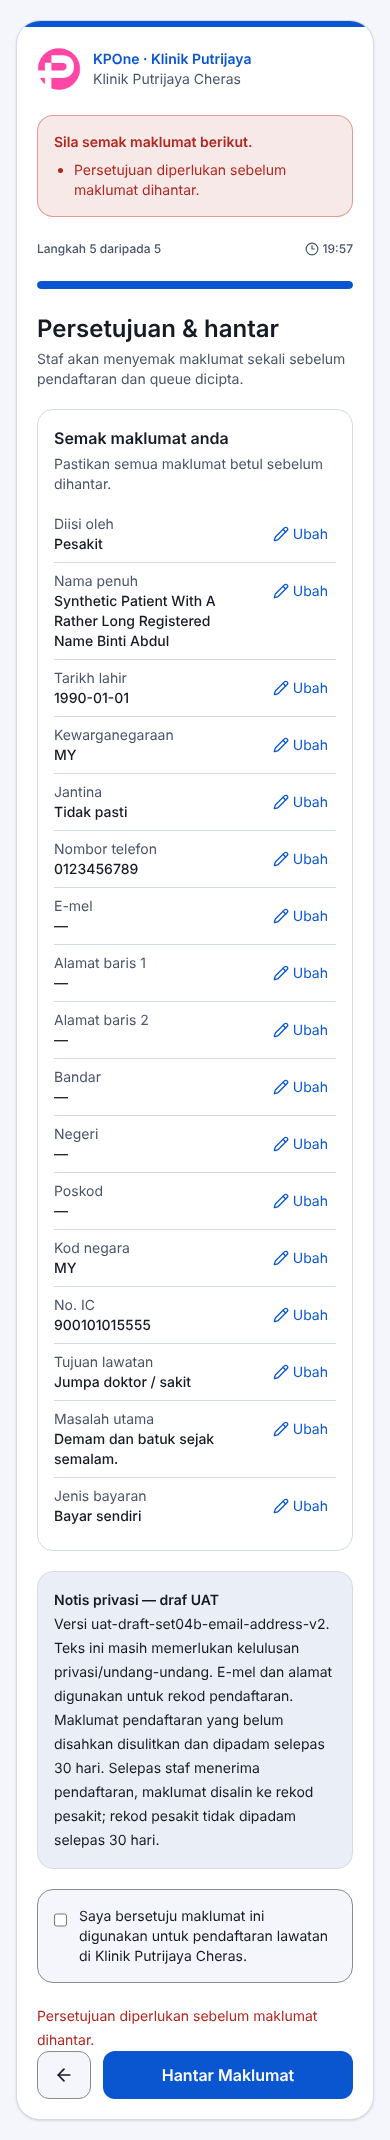 KPOne · Klinik Putrijaya
Klinik Putrijaya Cheras
Sila semak maklumat berikut.
• Persetujuan diperlukan sebelum
maklumat dihantar.
Langkah 5 daripada 5
19:57
Persetujuan & hantar
Staf akan menyemak maklumat sekali sebelum
pendaftaran dan queue dicipta.
Semak maklumat anda
Pastikan semua maklumat betul sebelum
dihantar.
Diisi oleh
Pesakit
Ubah
Nama penuh
Synthetic Patient With A
Rather Long Registered
Name Binti Abdul
Ubah
Tarikh lahir
1990-01-01
Ubah
Kewarganegaraan
MY
Ubah
Jantina
Tidak pasti
Ubah
Nombor telefon
0123456789
Ubah
E-mel
—
Ubah
Alamat baris 1
—
Ubah
Alamat baris 2
—
Ubah
Bandar
—
Ubah
Negeri
—
Ubah
Poskod
—
Ubah
Kod negara
MY
Ubah
No. IC
900101015555
Ubah
Tujuan lawatan
Jumpa doktor / sakit
Ubah
Masalah utama
Demam dan batuk sejak
semalam.
Ubah
Jenis bayaran
Bayar sendiri
Ubah
Notis privasi — draf UAT
Versi uat-draft-set04b-email-address-v2.
Teks ini masih memerlukan kelulusan
privasi/undang-undang. E-mel dan alamat
digunakan untuk rekod pendaftaran.
Maklumat pendaftaran yang belum
disahkan disulitkan dan dipadam selepas
30 hari. Selepas staf menerima
pendaftaran, maklumat disalin ke rekod
pesakit; rekod pesakit tidak dipadam
selepas 30 hari.
Saya bersetuju maklumat ini
digunakan untuk pendaftaran lawatan
di Klinik Putrijaya Cheras.
Persetujuan diperlukan sebelum maklumat
dihantar.
Hantar Maklumat